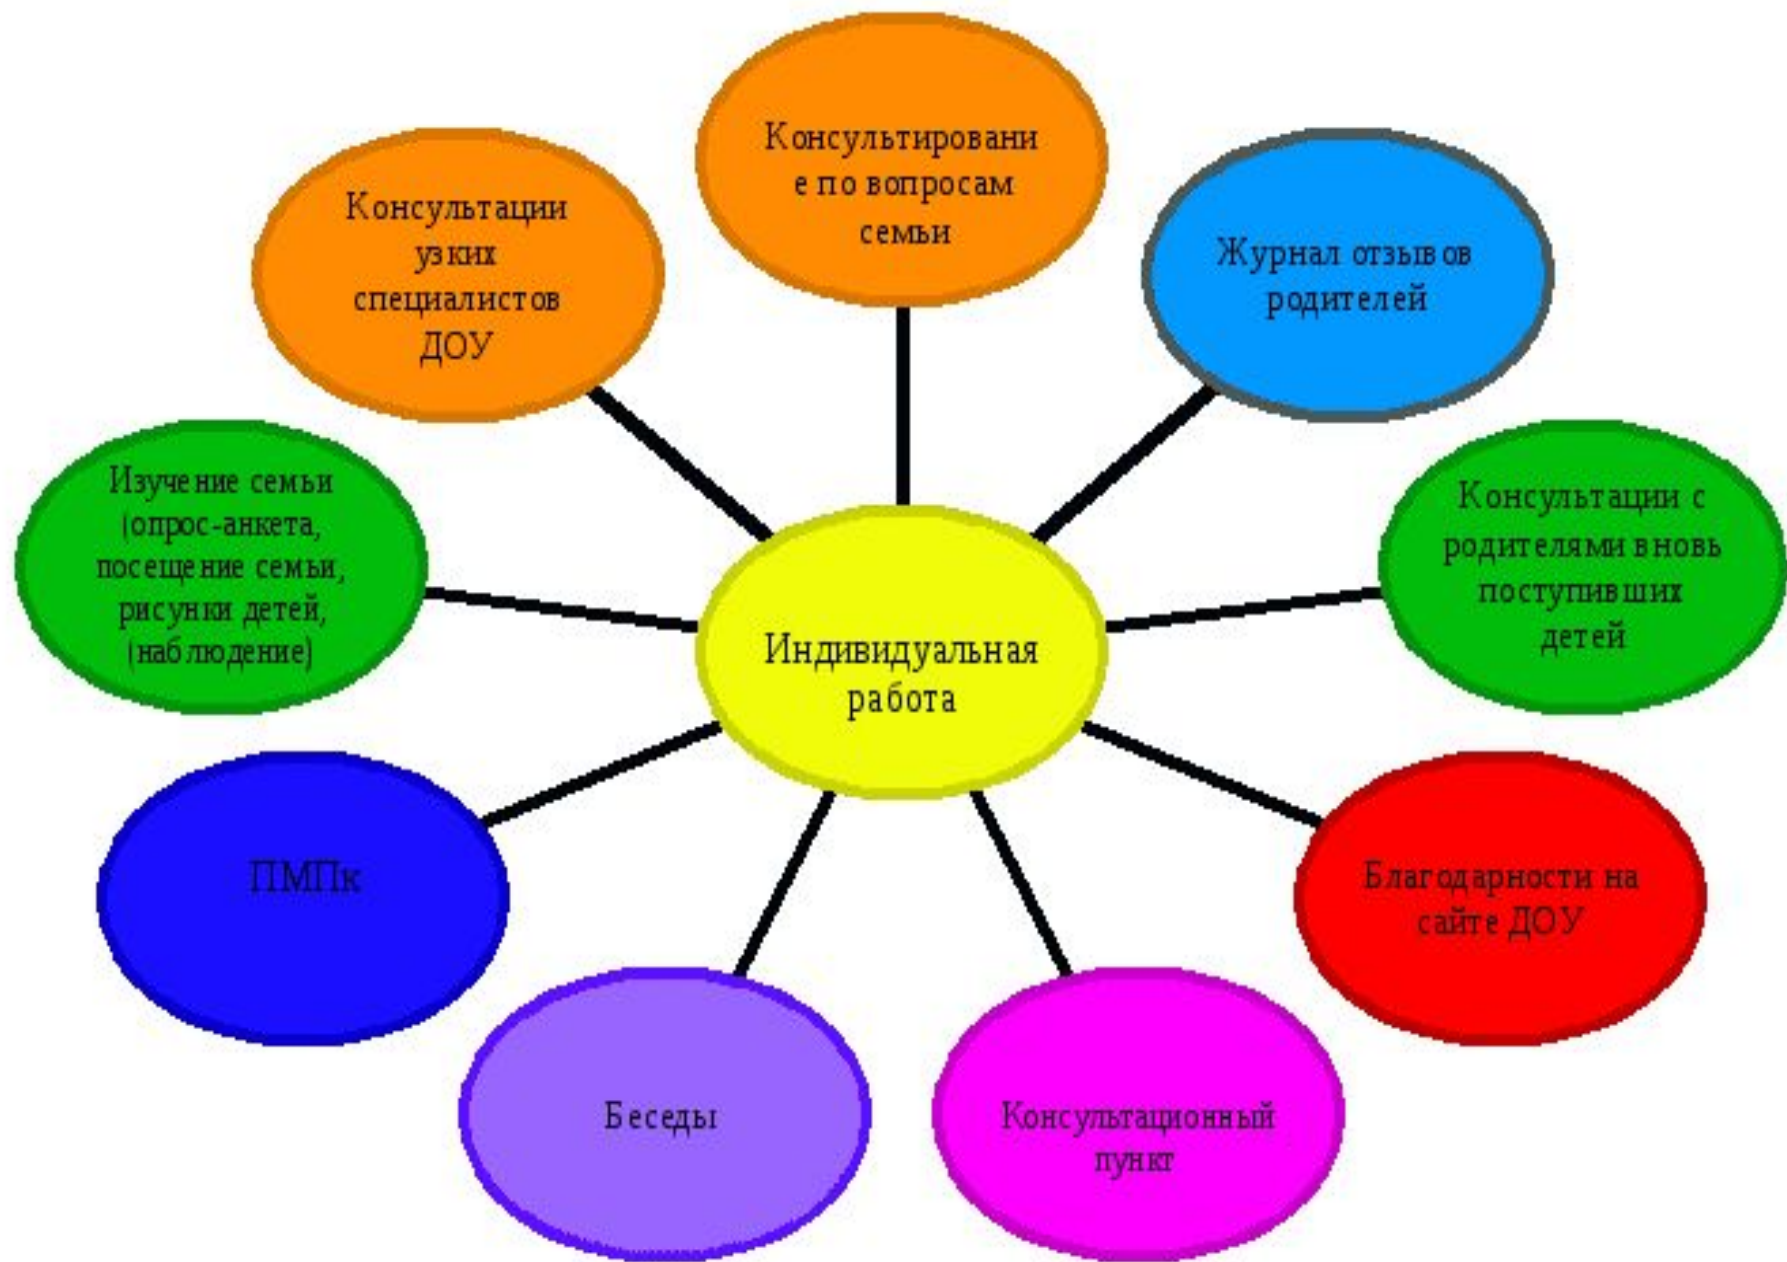 Консультировани
е по вопросам
семьи
Консультации
узких
специалистов
ДОУ
Журнал отзывов
родителей
Изучение семьи
(опрос-анкета,
посещение семьи,
рисунки детей,
(наблюдение)
Консультации с
родителями вновь
поступивших
детей
Индивидуальная
работа
ПМПк
Благодарности на
сайте ДОУ
Беседы
Консультационный
пункт